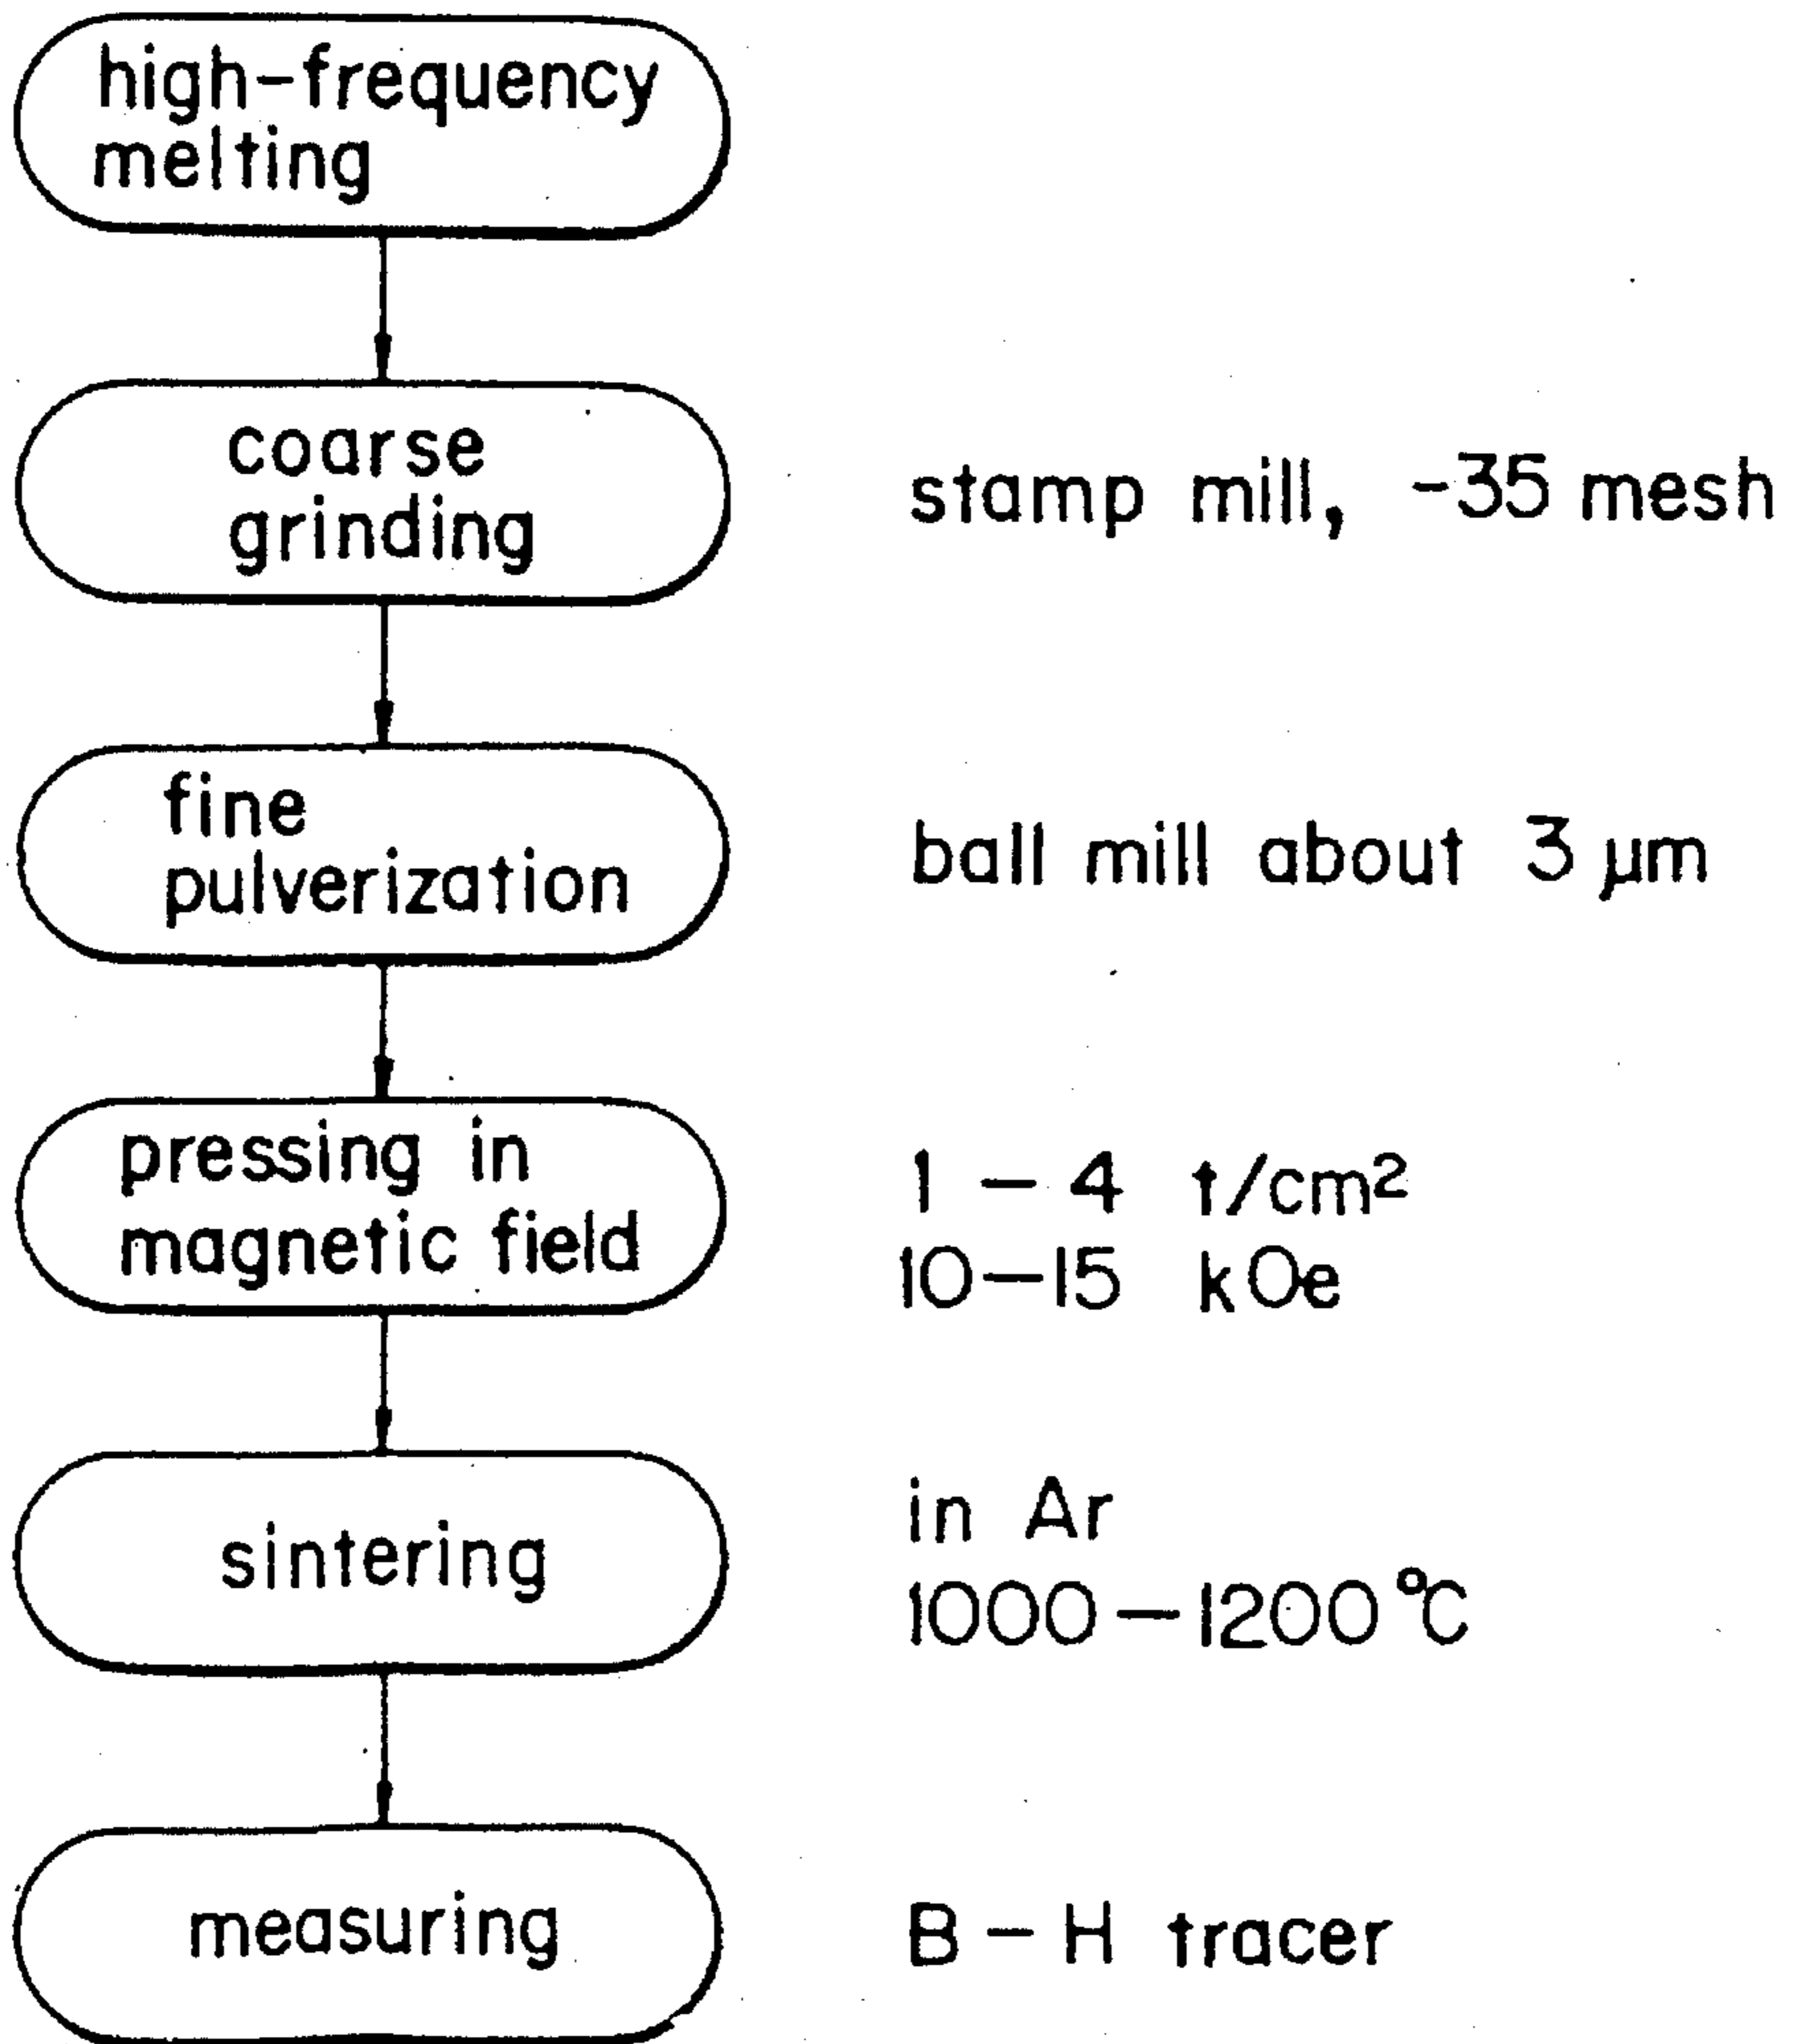 high-frequency
melting
coarse
grinding
stamp mill, -35 mesh
fine
pulverization
ball mill about 3 μm
pressing in
magnetic field
1 - 4 t/cm²
10-15 kOe
sintering
in Ar
1000-1200°C
measuring
B-H tracer